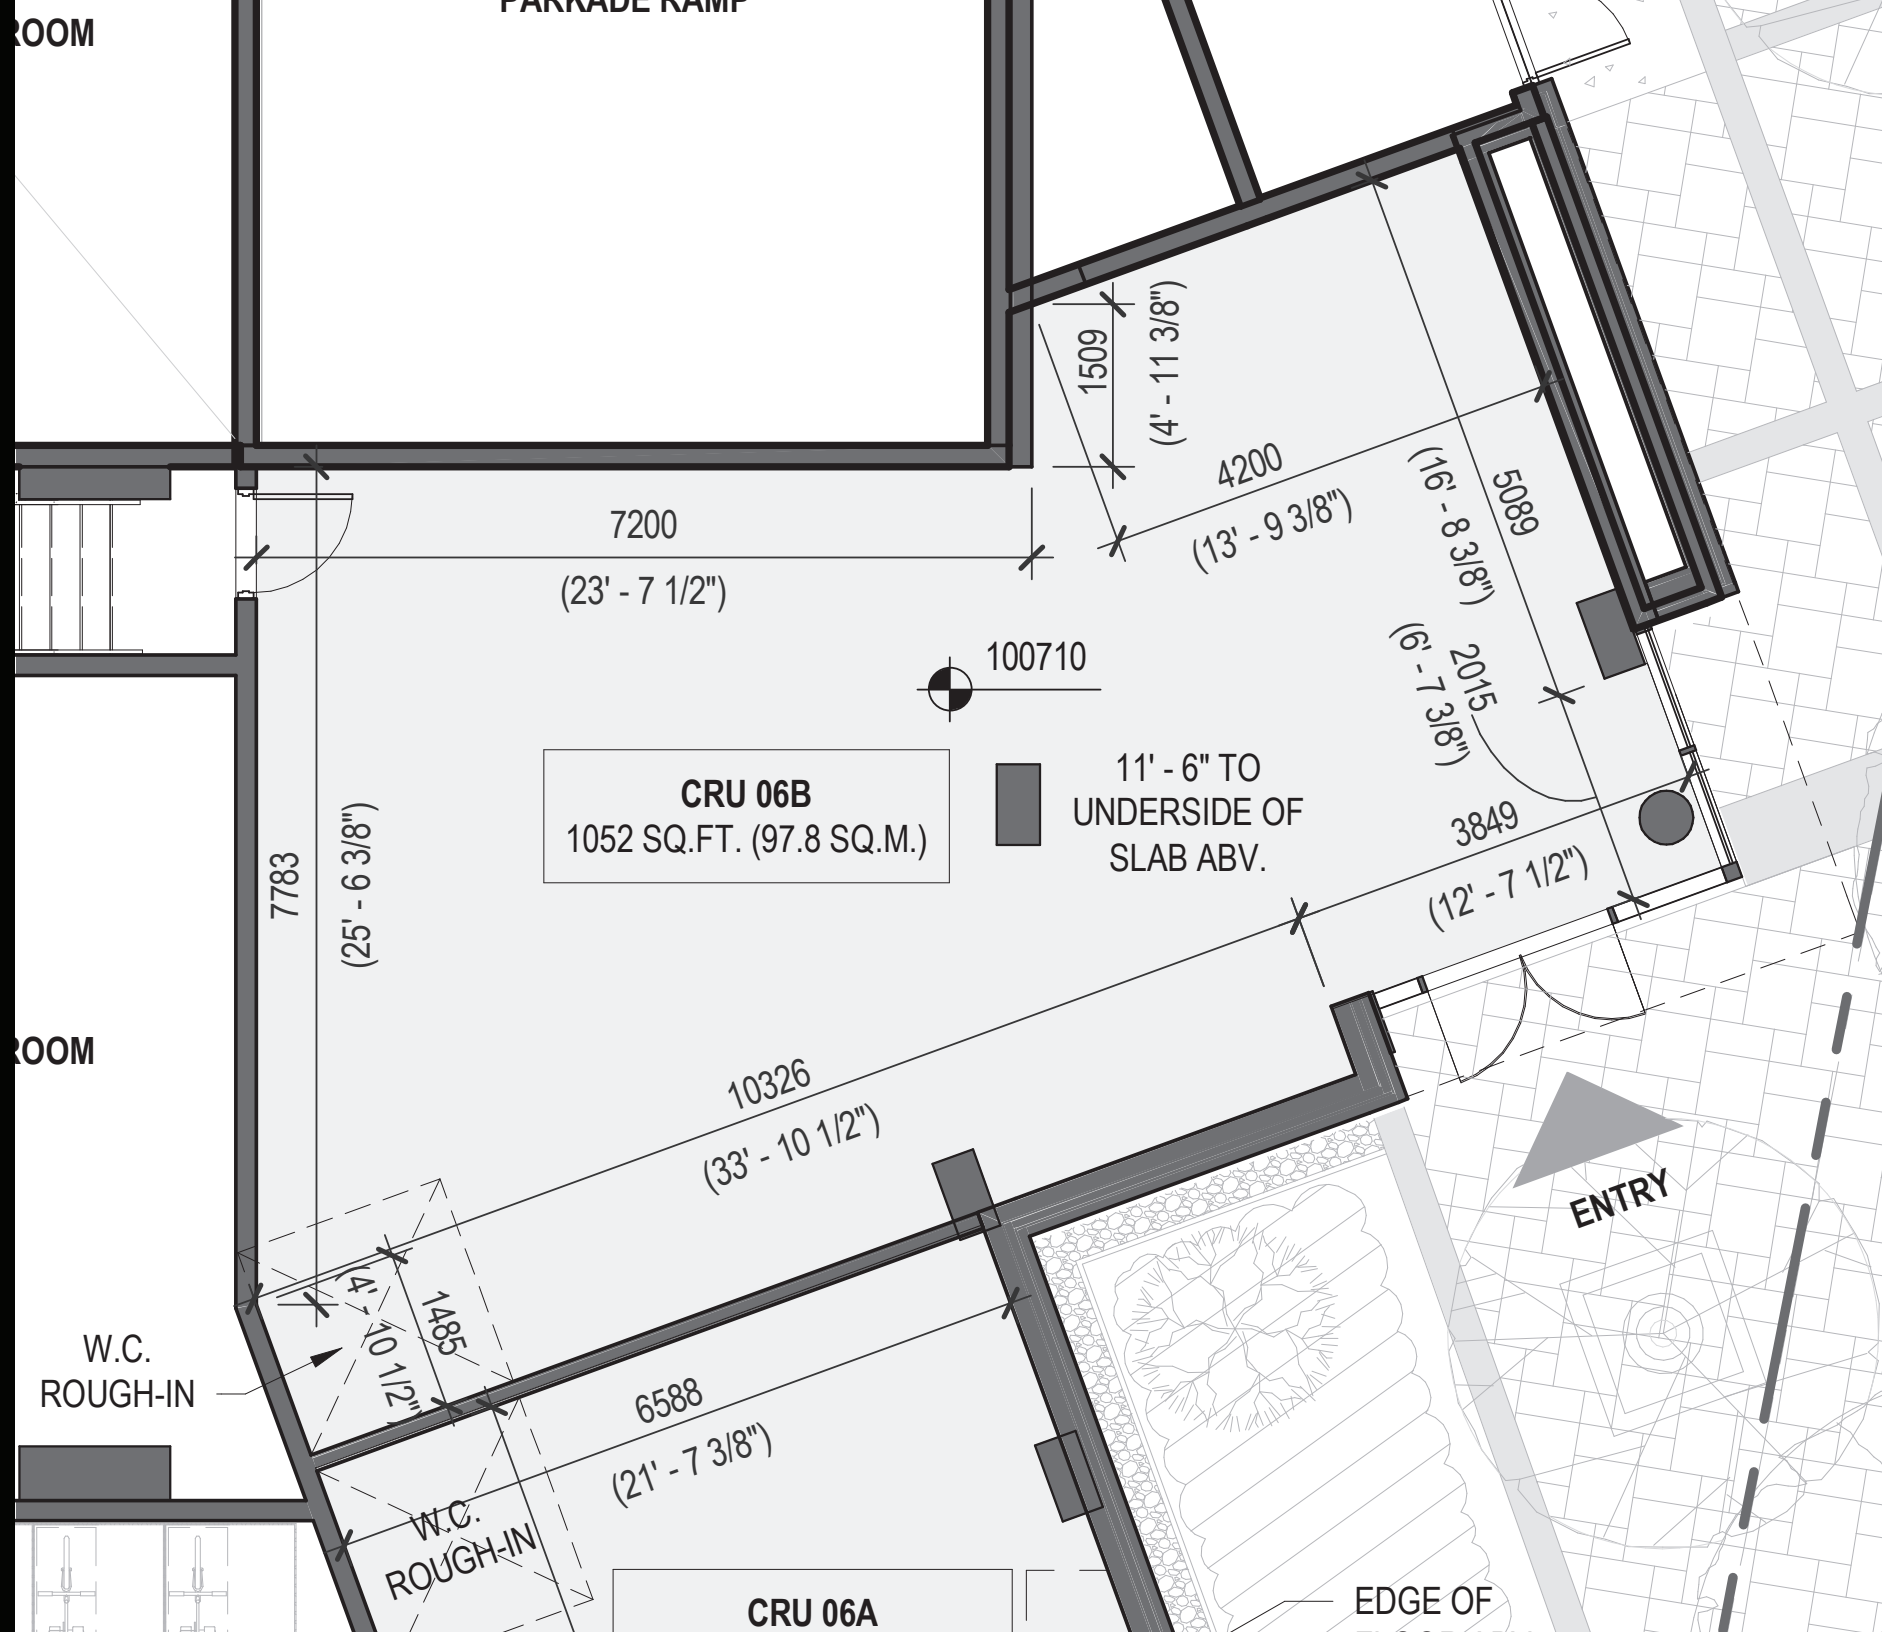 PARKADE RAMP
ROOM
1509
(4' - 11 3/8")
4200
(13' - 9 3/8")
5089
(16' - 8 3/8")
7200
(23' - 7 1/2")
2015
(6' - 7 3/8")
100710
CRU 06B
1052 SQ.FT. (97.8 SQ.M.)
11' - 6" TO
UNDERSIDE OF
SLAB ABV.
3849
(12' - 7 1/2")
7783
(25' - 6 3/8")
ROOM
10326
(33' - 10 1/2")
ENTRY
1485
(4' - 10 1/2")
W.C.
ROUGH-IN
6588
(21' - 7 3/8")
W.C.
ROUGH-IN
CRU 06A
EDGE OF